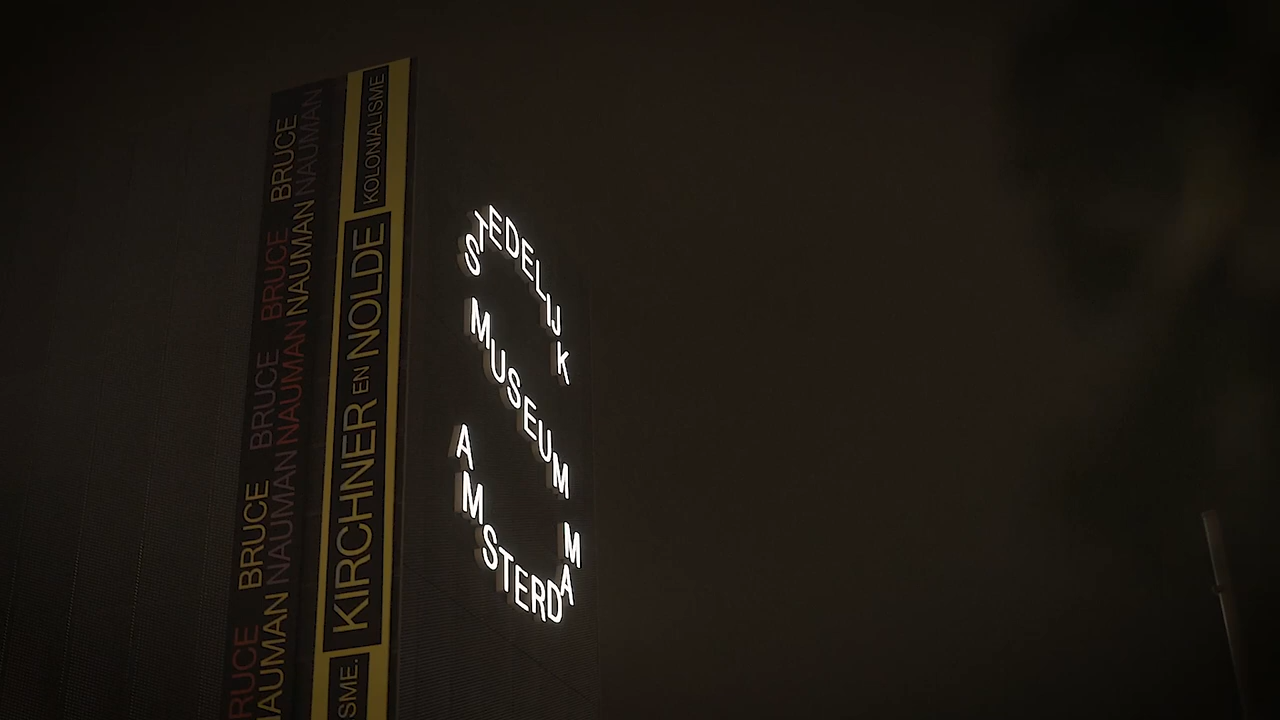 BRUCE BRUCE BRUCE BRUCE BRUCE
NAUMAN NAUMAN NAUMAN NAUMAN NAUMAN
KOLONIALISME.
KIRCHNER EN NOLDE
SME.
STEDELIJK
MUSEUM
AMSTERDAM